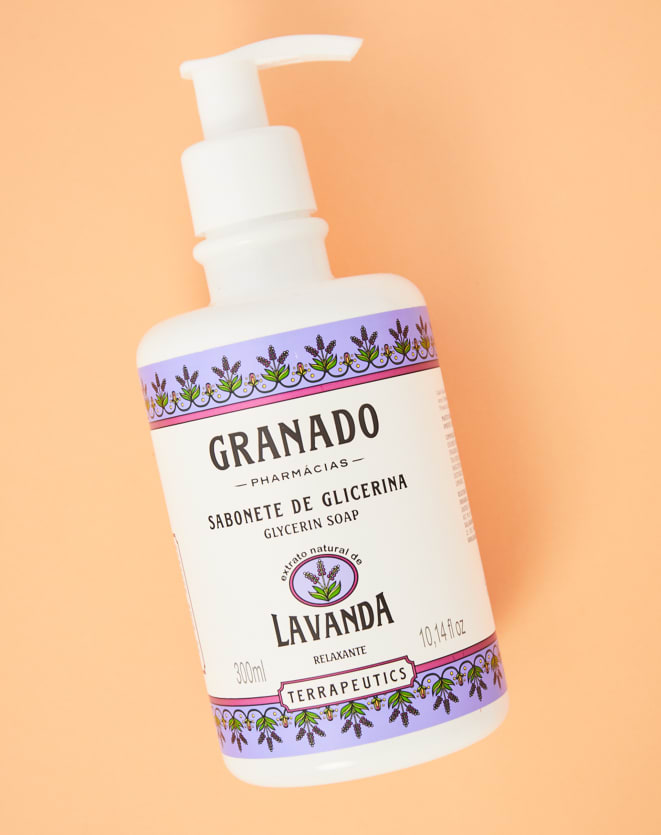 GRANADO
—PHARMÁCIAS—
SABONETE DE GLICERINA
GLYCERIN SOAP
extrato natural de
LAVANDA
RELAXANTE
300ml
10,14 fl oz
TERRAPEUTICS